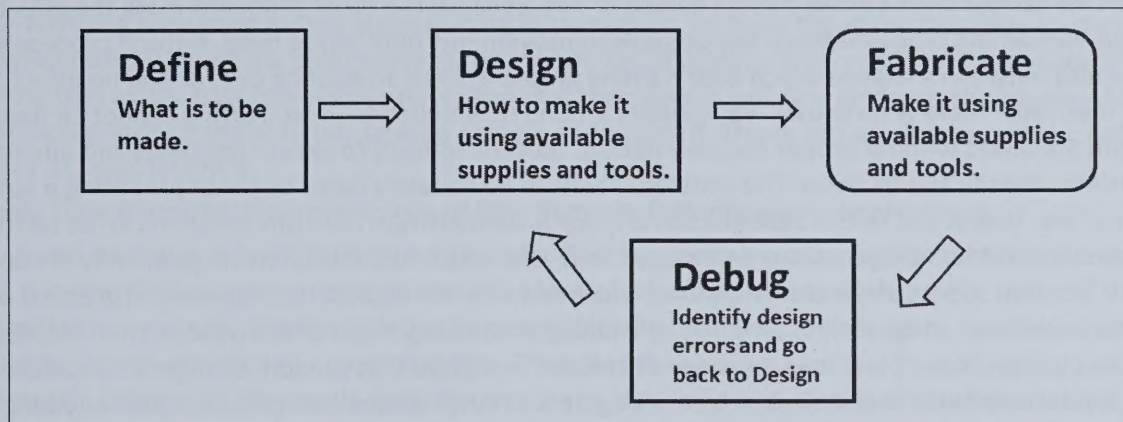 Define
What is to be
made.
Design
How to make it
using available
supplies and tools.
Fabricate
Make it using
available supplies
and tools.
Debug
Identify design
errors and go
back to Design